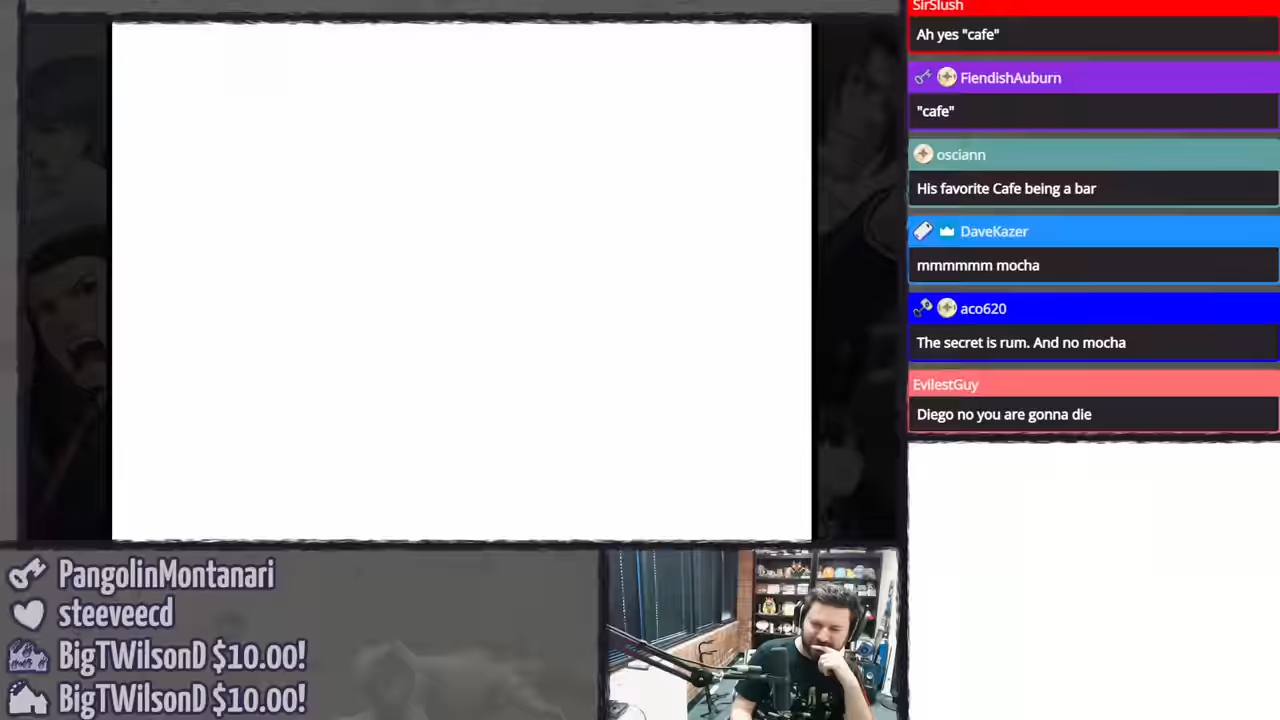 SirSlush
Ah yes "cafe"
FiendishAuburn
"cafe"
osciann
His favorite Cafe being a bar
DaveKazer
mmmmmm mocha
aco620
The secret is rum. And no mocha
EvilestGuy
Diego no you are gonna die
PangolinMontanari
steeveecd
BigTWilsonD $10.00!
BigTWilsonD $10.00!